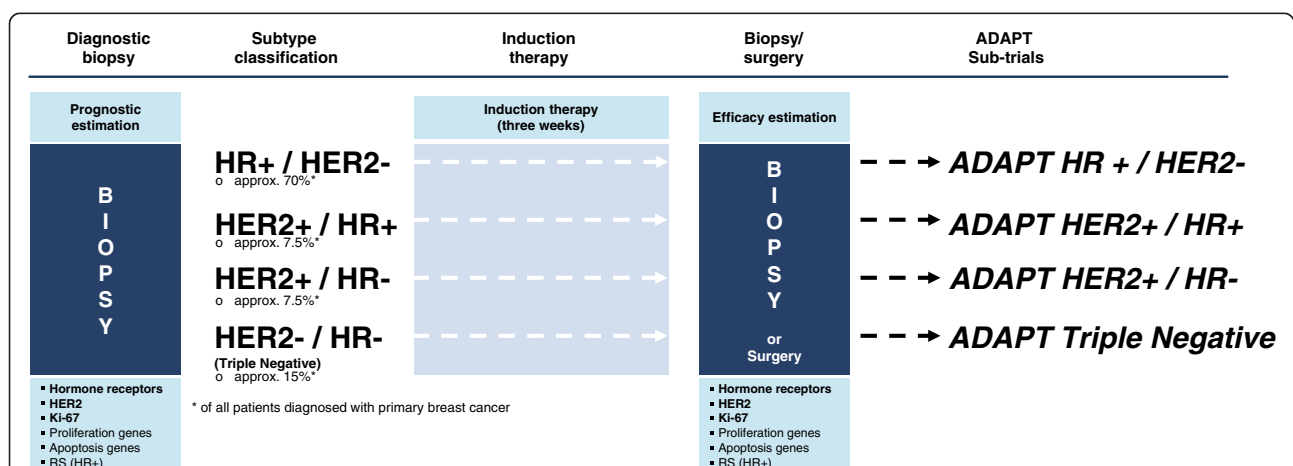 Diagnostic
biopsy
Subtype
classification
Induction
therapy
Biopsy/
surgery
ADAPT
Sub-trials
Prognostic
estimation
Induction therapy
(three weeks)
Efficacy estimation
B
I
O
P
S
Y
HR+ / HER2-
o approx. 70%*
HER2+ / HR+
o approx. 7.5%*
HER2+ / HR-
o approx. 7.5%*
HER2- / HR-
(Triple Negative)
o approx. 15%*
B
I
O
P
S
Y
or
Surgery
ADAPT HR + / HER2-
ADAPT HER2+ / HR+
ADAPT HER2+ / HR-
ADAPT Triple Negative
▪ Hormone receptors
▪ HER2
▪ Ki-67
▪ Proliferation genes
▪ Apoptosis genes
▪ RS (HR+)
* of all patients diagnosed with primary breast cancer
▪ Hormone receptors
▪ HER2
▪ Ki-67
▪ Proliferation genes
▪ Apoptosis genes
▪ RS (HR+)